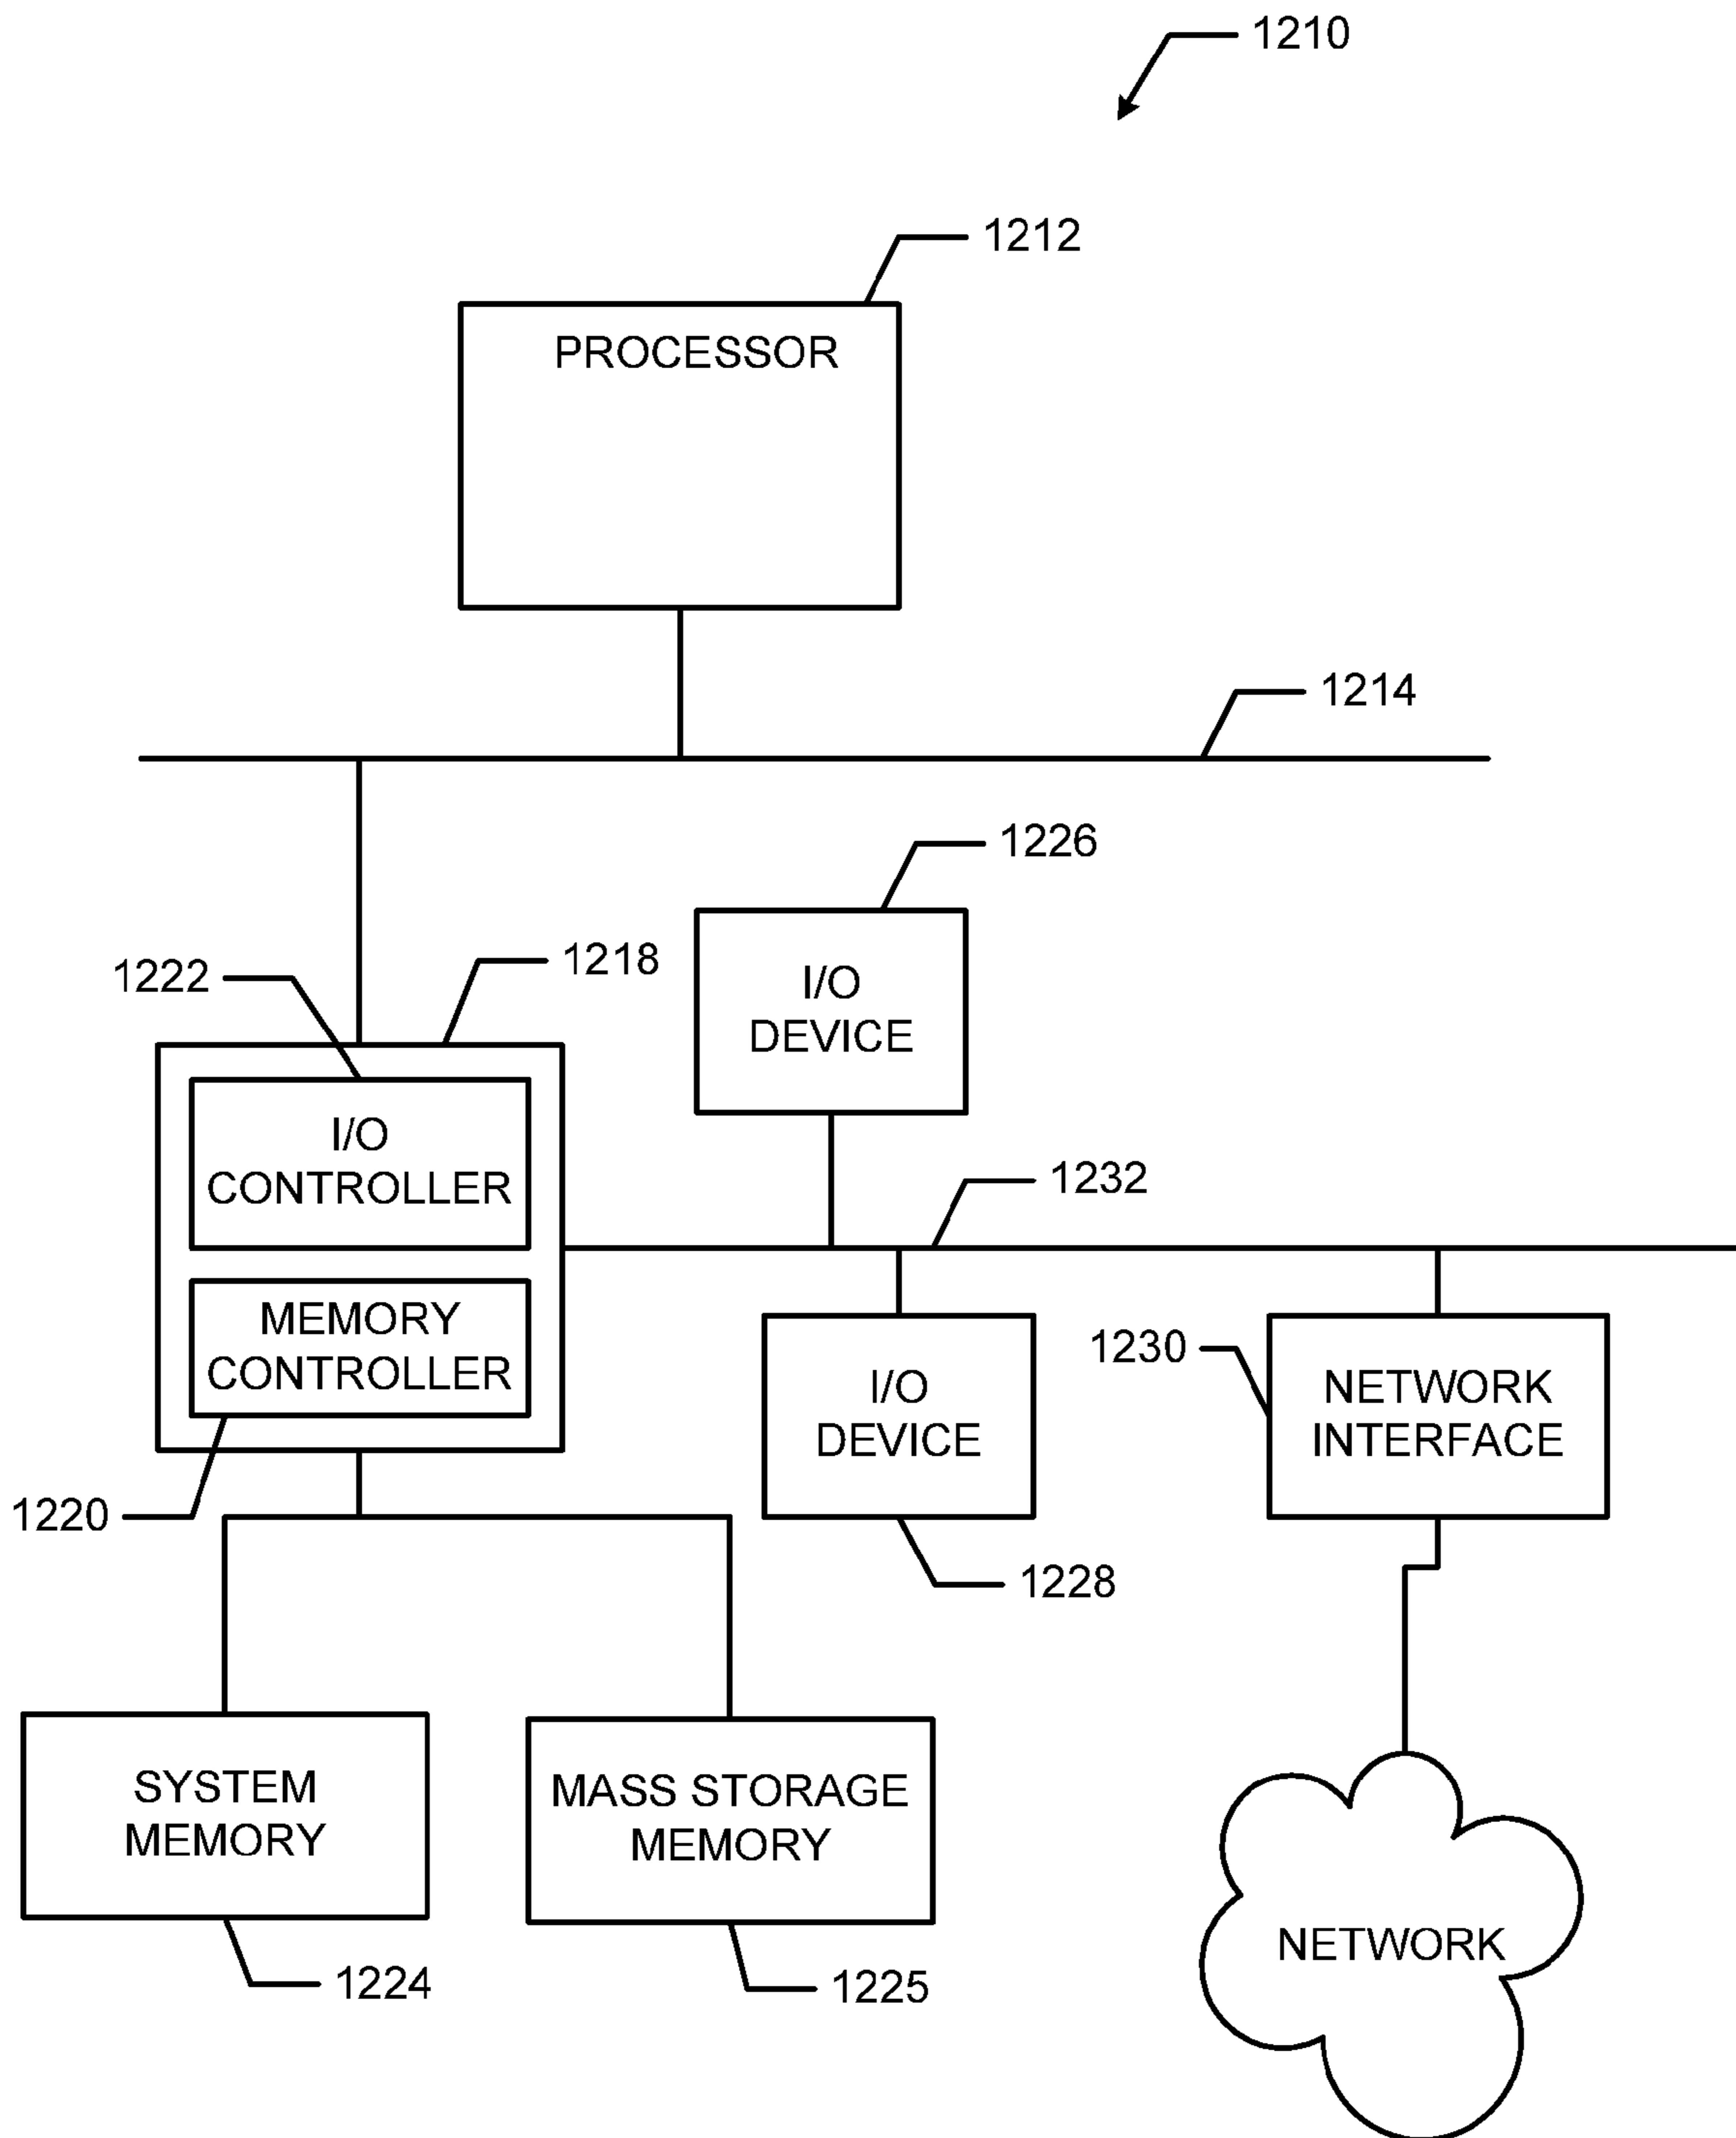 1210
1212
PROCESSOR
1214
1226
1222
1218
I/O
DEVICE
I/O
CONTROLLER
1232
MEMORY
CONTROLLER
1230
I/O
DEVICE
NETWORK
INTERFACE
1220
1228
SYSTEM
MEMORY
MASS STORAGE
MEMORY
NETWORK
1224
1225